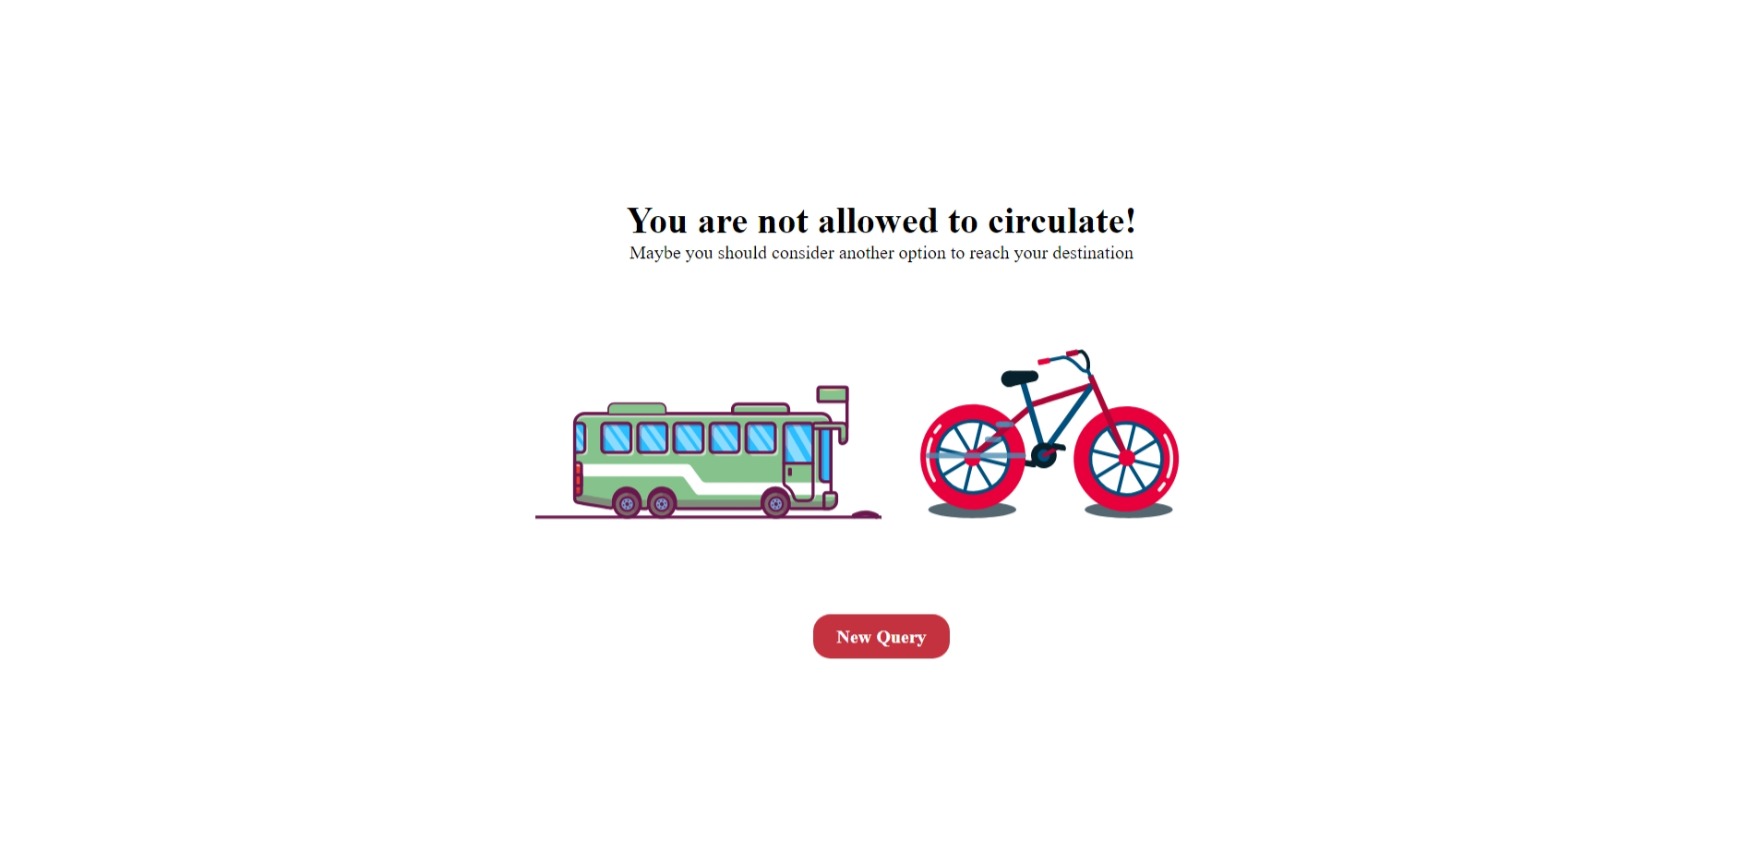 You are not allowed to circulate!
Maybe you should consider another option to reach your destination
New Query